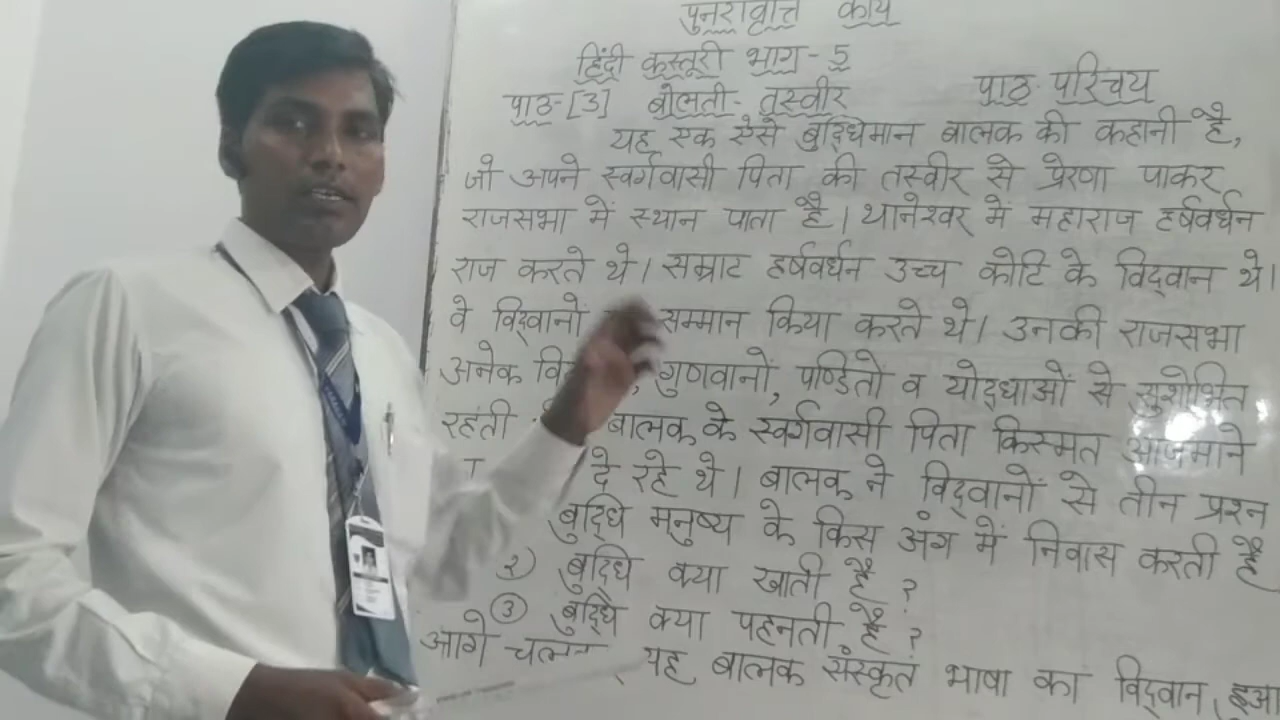 पुनरावृत्ति कार्य
हिंदी कस्तूरी भाग - 5
पाठ-[3] बोलती - तस्वीर पाठ परिचय
यह एक ऐसे बुद्धिमान बालक की कहानी है,
जो अपने स्वर्गवासी पिता की तस्वीर से प्रेरणा पाकर
राजसभा में स्थान पाता है। थानेश्वर में महाराज हर्षवर्धन
राज करते थे। सम्राट हर्षवर्धन उच्च कोटि के विद्वान थे।
वे विद्वानों सम्मान किया करते थे। उनकी राजसभा
अनेक गुणवानों, पण्डितों व योद्धाओं से सुशोभित
रहती बालक के स्वर्गवासी पिता किस्मत आजमाने
दे रहे थे। बालक ने विद्वानों से तीन प्रश्न
बुद्धि मनुष्य के किस अंग में निवास करती है
2) बुद्धि क्या खाती है ?
③ बुद्धि क्या पहनती है ?
आगे यह बालक संस्कृत भाषा का विद्वान हुआ